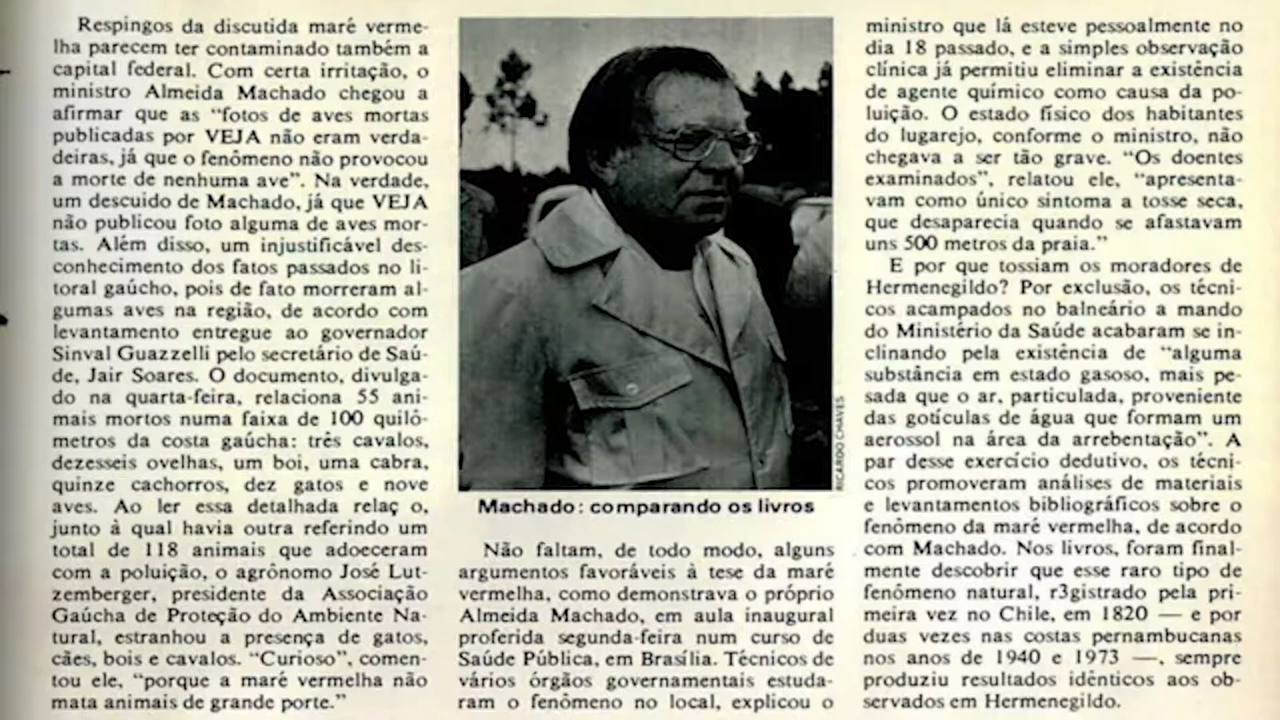 Respingos da discutida maré verme-
lha parecem ter contaminado também a
capital federal. Com certa irritação, o
ministro Almeida Machado chegou a
afirmar que as “fotos de aves mortas
publicadas por VEJA não eram verda-
deiras, já que o fenômeno não provocou
a morte de nenhuma ave”. Na verdade,
um descuido de Machado, já que VEJA
não publicou foto alguma de aves mor-
tas. Além disso, um injustificável des-
conhecimento dos fatos passados no li-
toral gaúcho, pois de fato morreram al-
gumas aves na região, de acordo com
levantamento entregue ao governador
Sinval Guazzelli pelo secretário de Saú-
de, Jair Soares. O documento, divulga-
do na quarta-feira, relaciona 55 ani-
mais mortos numa faixa de 100 quilô-
metros da costa gaúcha: três cavalos,
dezesseis ovelhas, um boi, uma cabra,
quinze cachorros, dez gatos e nove
aves. Ao ler essa detalhada relaç o,
junto à qual havia outra referindo um
total de 118 animais que adoeceram
com a poluição, o agrônomo José Lut-
zemberger, presidente da Associação
Gaúcha de Proteção do Ambiente Na-
tural, estranhou a presença de gatos,
cães, bois e cavalos. “Curioso”, comen-
tou ele, “porque a maré vermelha não
mata animais de grande porte.”
RICARDO CHAVES
Machado: comparando os livros
Não faltam, de todo modo, alguns
argumentos favoráveis à tese da maré
vermelha, como demonstrava o próprio
Almeida Machado, em aula inaugural
proferida segunda-feira num curso de
Saúde Pública, em Brasília. Técnicos de
vários órgãos governamentais estuda-
ram o fenômeno no local, explicou o
ministro que lá esteve pessoalmente no
dia 18 passado, e a simples observação
clínica já permitiu eliminar a existência
de agente químico como causa da po-
luição. O estado físico dos habitantes
do lugarejo, conforme o ministro, não
chegava a ser tão grave. “Os doentes
examinados”, relatou ele, “apresenta-
vam como único sintoma a tosse seca,
que desaparecia quando se afastavam
uns 500 metros da praia.”
E por que tossiam os moradores de
Hermenegildo? Por exclusão, os técni-
cos acampados no balneário a mando
do Ministério da Saúde acabaram se in-
clinando pela existência de “alguma
substância em estado gasoso, mais pe-
sada que o ar, particulada, proveniente
das gotículas de água que formam um
aerossol na área da arrebentação”. A
par desse exercício dedutivo, os técni-
cos promoveram análises de materiais
e levantamentos bibliográficos sobre o
fenômeno da maré vermelha, de acordo
com Machado. Nos livros, foram final-
mente descobrir que esse raro tipo de
fenômeno natural, r3gistrado pela pri-
meira vez no Chile, em 1820 — e por
duas vezes nas costas pernambucanas
nos anos de 1940 e 1973 —, sempre
produziu resultados idênticos aos ob-
servados em Hermenegildo.